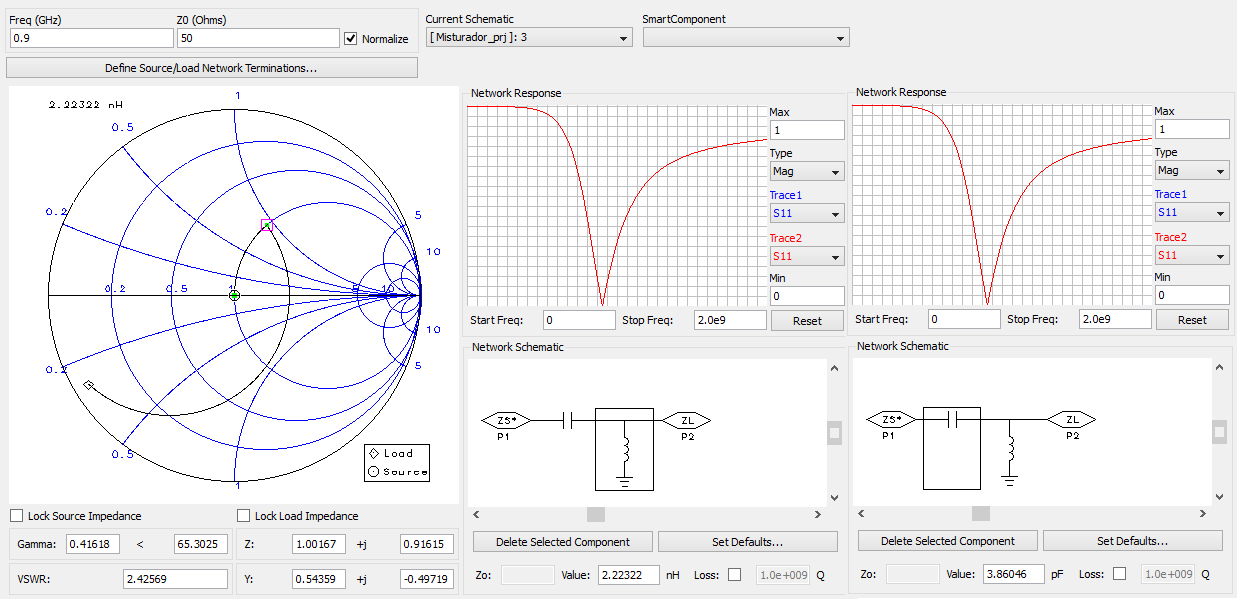 Freq (GHz) Z0 (Ohms)
0.9 50 Normalize
Define Source/Load Network Terminations...
Current Schematic SmartComponent
[ Misturador_prj ]: 3
2.22322 nH
1
0.5
0.2
5
10
0.2 0.5 1 5 10
10
5
0.2
0.5
1
Load
Source
Lock Source Impedance Lock Load Impedance
Gamma: 0.41618 < 65.3025 Z: 1.00167 +j 0.91615
VSWR: 2.42569 Y: 0.54359 +j -0.49719
Network Response
Max
1
Type
Mag
Trace1
S11
Trace2
S11
Min
0
Start Freq: 0 Stop Freq: 2.0e9 Reset
Network Schematic
ZS* ZL
P1 P2
Delete Selected Component Set Defaults...
Zo: Value: 2.22322 nH Loss: 1.0e+009 Q
Network Response
Max
1
Type
Mag
Trace1
S11
Trace2
S11
Min
0
Start Freq: 0 Stop Freq: 2.0e9 Reset
Network Schematic
ZS* ZL
P1 P2
Delete Selected Component Set Defaults...
Zo: Value: 3.86046 pF Loss: 1.0e+009 Q